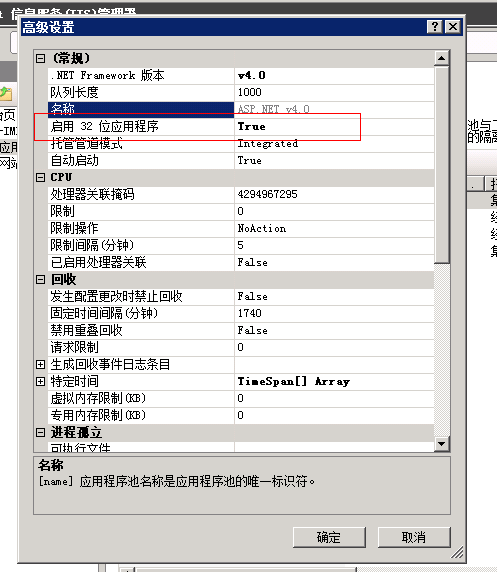 信息服务(IIS)管理器
高级设置
(常规)
.NET Framework 版本 v4.0
队列长度 1000
名称 ASP.NET v4.0
启用 32 位应用程序 True
托管管道模式 Integrated
自动启动 True
CPU
处理器关联掩码 4294967295
限制 0
限制操作 NoAction
限制间隔(分钟) 5
已启用处理器关联 False
回收
发生配置更改时禁止回收 False
固定时间间隔(分钟) 1740
禁用重叠回收 False
请求限制 0
生成回收事件日志条目
特定时间 TimeSpan[] Array
虚拟内存限制(KB) 0
专用内存限制(KB) 0
进程孤立
可执行文件
名称
[name] 应用程序池名称是应用程序池的唯一标识符。
确定 取消